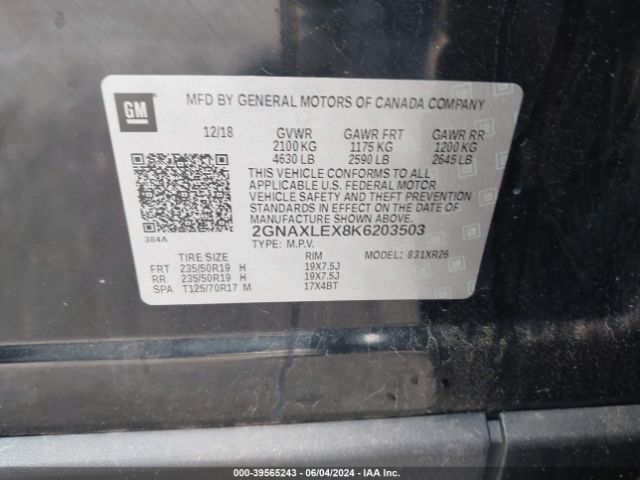 GM
MFD BY GENERAL MOTORS OF CANADA COMPANY
12/18 GVWR GAWR FRT GAWR RR
2100 KG 1175 KG 1200 KG
4630 LB 2590 LB 2645 LB
THIS VEHICLE CONFORMS TO ALL
APPLICABLE U.S. FEDERAL MOTOR
VEHICLE SAFETY AND THEFT PREVENTION
STANDARDS IN EFFECT ON THE DATE OF
MANUFACTURE SHOWN ABOVE.
384A 2GNAXLEX8K6203503
TYPE: M.P.V. MODEL: 831XR26
TIRE SIZE RIM
FRT 235/50R19 H 19X7.5J
RR 235/50R19 H 19X7.5J
SPA T125/70R17 M 17X4BT
000-39565243 - 06/04/2024 - IAA Inc.